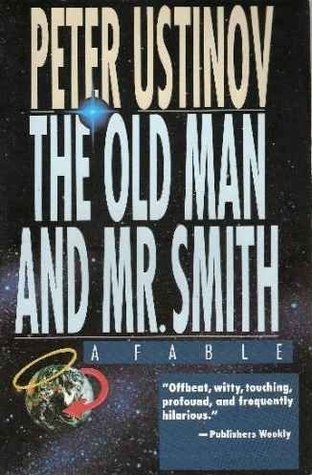 PETER USTINOV
THE OLD MAN
AND MR. SMITH
A FABLE
"Offbeat, witty, touching,
profound, and frequently
hilarious."
—Publishers Weekly